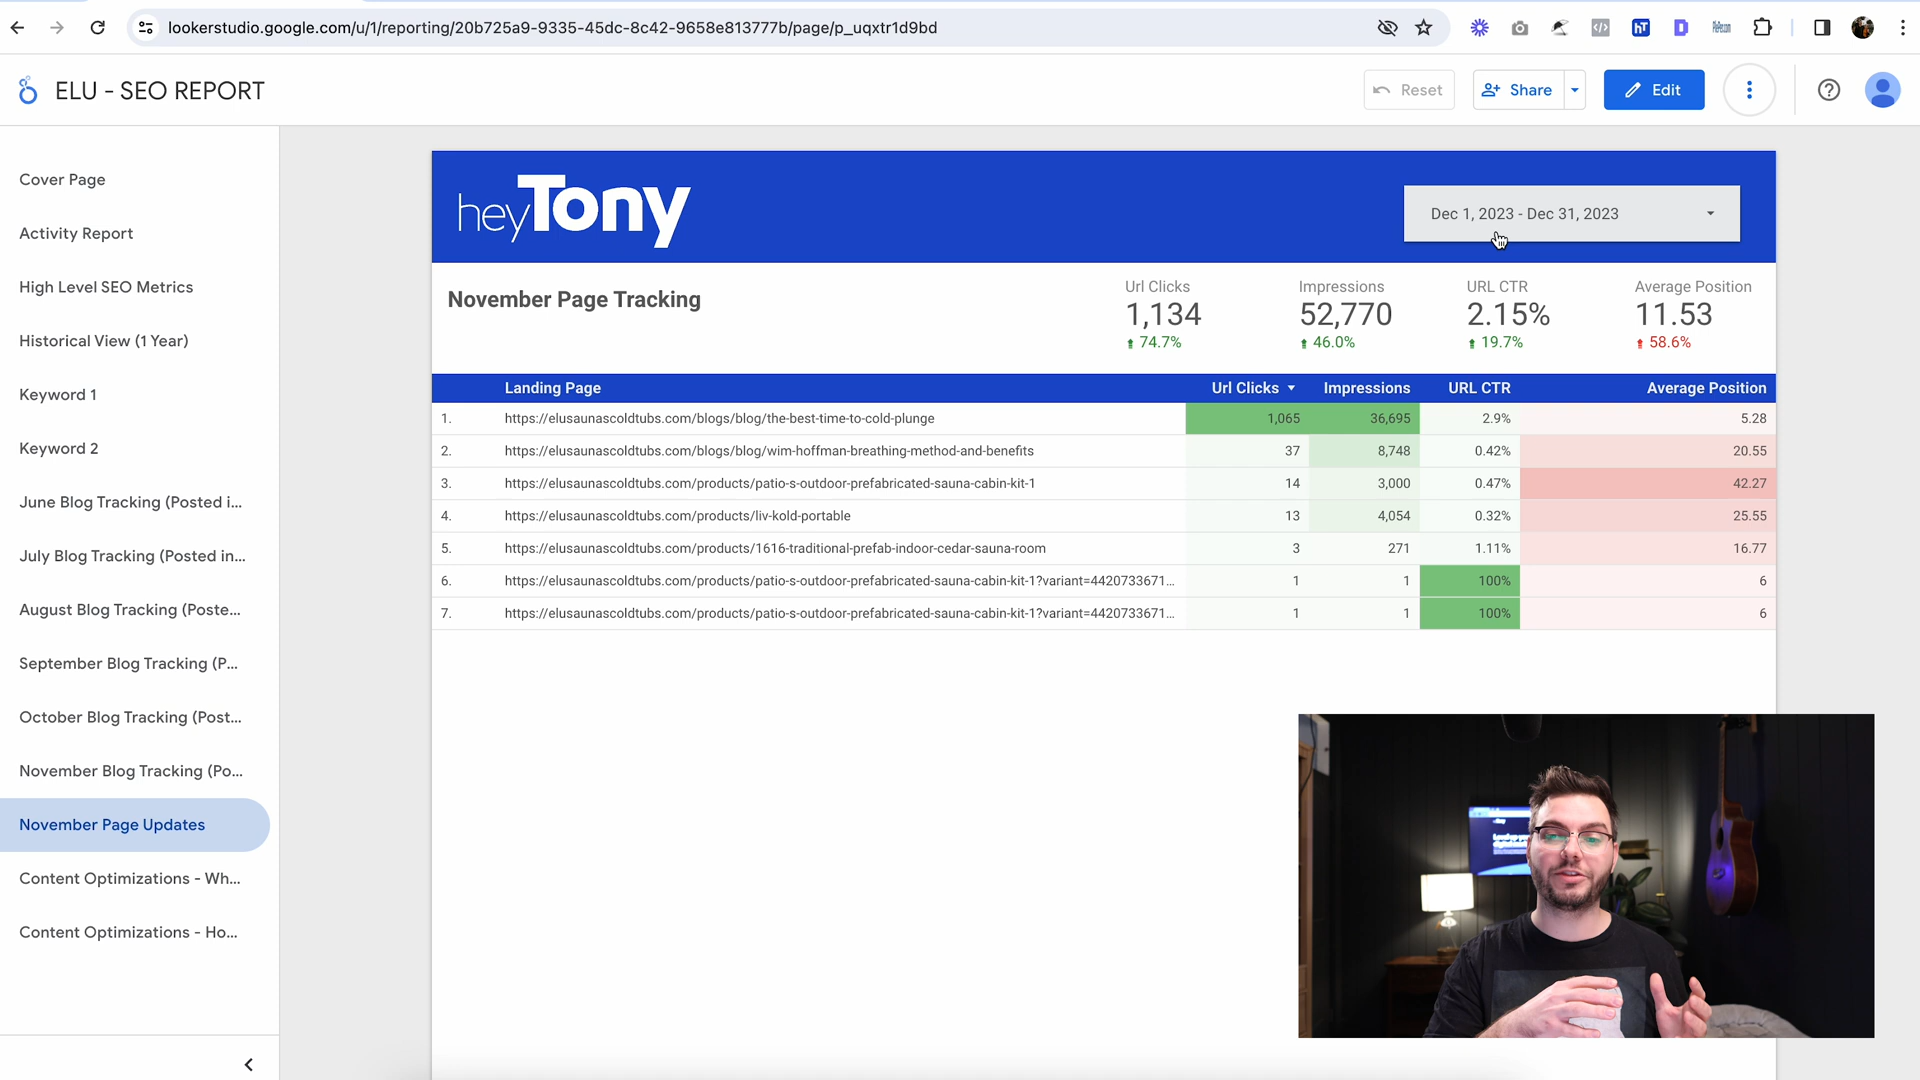 lookerstudio.google.com/u/1/reporting/20b725a9-9335-45dc-8c42-9658e813777b/page/p_uqxtr1d9bd
hT
ELU - SEO REPORT
Reset
Share
Edit
Cover Page
Activity Report
High Level SEO Metrics
Historical View (1 Year)
Keyword 1
Keyword 2
June Blog Tracking (Posted i...
July Blog Tracking (Posted in...
August Blog Tracking (Poste...
September Blog Tracking (P...
October Blog Tracking (Post...
November Blog Tracking (Po...
November Page Updates
Content Optimizations - Wh...
Content Optimizations - Ho...
heyTony
Dec 1, 2023 - Dec 31, 2023
November Page Tracking
Url Clicks Impressions URL CTR Average Position
1,134 52,770 2.15% 11.53
74.7% 46.0% 19.7% 58.6%
Landing Page Url Clicks Impressions URL CTR Average Position
1. https://elusaunascoldtubs.com/blogs/blog/the-best-time-to-cold-plunge 1,065 36,695 2.9% 5.28
2. https://elusaunascoldtubs.com/blogs/blog/wim-hoffman-breathing-method-and-benefits 37 8,748 0.42% 20.55
3. https://elusaunascoldtubs.com/products/patio-s-outdoor-prefabricated-sauna-cabin-kit-1 14 3,000 0.47% 42.27
4. https://elusaunascoldtubs.com/products/liv-kold-portable 13 4,054 0.32% 25.55
5. https://elusaunascoldtubs.com/products/1616-traditional-prefab-indoor-cedar-sauna-room 3 271 1.11% 16.77
6. https://elusaunascoldtubs.com/products/patio-s-outdoor-prefabricated-sauna-cabin-kit-1?variant=4420733671... 1 1 100% 6
7. https://elusaunascoldtubs.com/products/patio-s-outdoor-prefabricated-sauna-cabin-kit-1?variant=4420733671... 1 1 100% 6